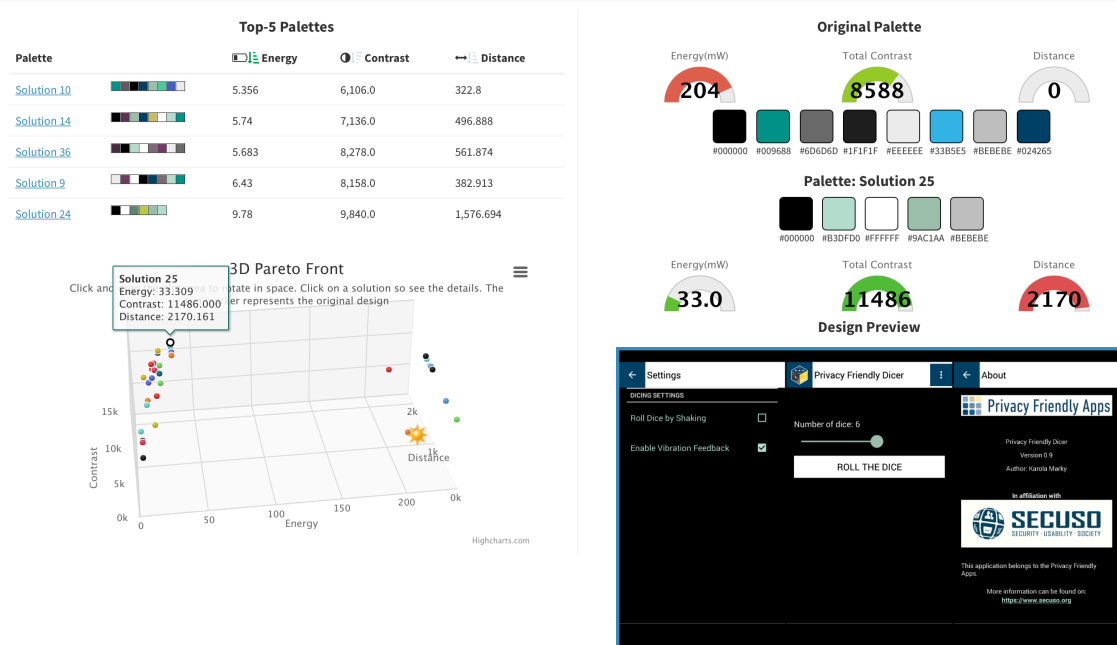 Top-5 Palettes
Palette Energy Contrast Distance
Solution 10 5.356 6,106.0 322.8
Solution 14 5.74 7,136.0 496.888
Solution 36 5.683 8,278.0 561.874
Solution 9 6.43 8,158.0 382.913
Solution 24 9.78 9,840.0 1,576.694
3D Pareto Front
Click and rotate in space. Click on a solution so see the details. The
represents the original design
Solution 25
Energy: 33.309
Contrast: 11486.000
Distance: 2170.161
15k
10k
5k
0k
Contrast
0
50
100
150
200
Energy
2k
1k
0k
Distance
Highcharts.com
Original Palette
Energy(mW) Total Contrast Distance
204 8588 0
#000000 #009688 #6D6D6D #1F1F1F #EEEEEE #33B5E5 #BEBEBE #024265
Palette: Solution 25
#000000 #B3DFD0 #FFFFFF #9AC1AA #BEBEBE
Energy(mW) Total Contrast Distance
33.0 11486 2170
Design Preview
Settings
DICING SETTINGS
Roll Dice by Shaking
Enable Vibration Feedback
Privacy Friendly Dicer
Number of dice: 6
ROLL THE DICE
About
Privacy Friendly Apps
Privacy Friendly Dicer
Version 0.9
Author: Karola Marky
In affiliation with
SECUSO
SECURITY · USABILITY · SOCIETY
This application belongs to the Privacy Friendly
Apps.
More information can be found on:
https://www.secuso.org